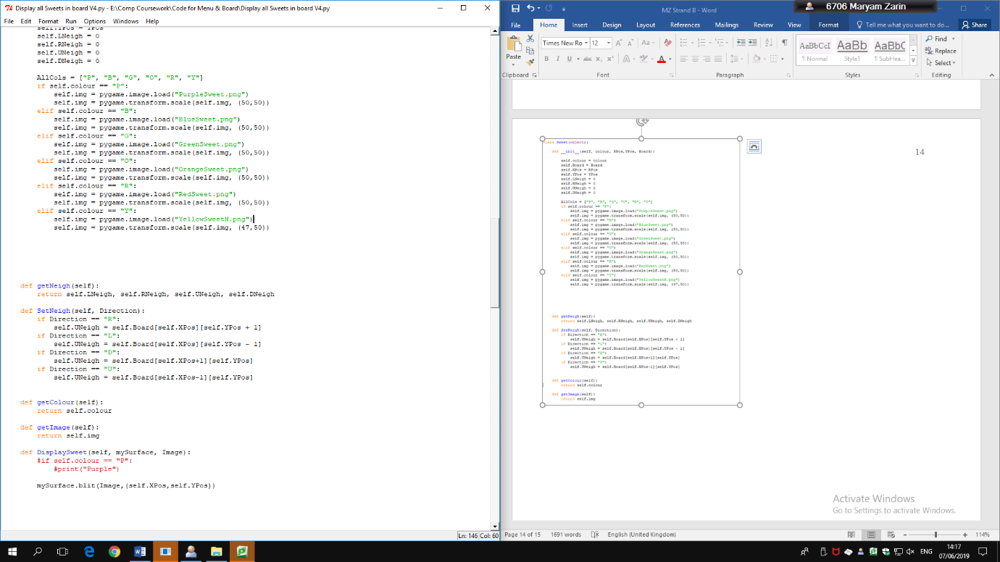 Display all Sweets in board V4.py - E:\Comp Coursework\Code for Menu & Board\Display all Sweets in board V4.py
File Edit Format Run Options Windows Help
self.YPos = YPos
self.LNeigh = 0
self.RNeigh = 0
self.UNeigh = 0
self.DNeigh = 0
AllCols = ["P", "B", "G", "O", "R", "Y"]
if self.colour == "P":
self.img = pygame.image.load("PurpleSweet.png")
self.img = pygame.transform.scale(self.img, (50,50))
elif self.colour == "B":
self.img = pygame.image.load("BlueSweet.png")
self.img = pygame.transform.scale(self.img, (50,50))
elif self.colour == "G":
self.img = pygame.image.load("GreenSweet.png")
self.img = pygame.transform.scale(self.img, (50,50))
elif self.colour == "O":
self.img = pygame.image.load("OrangeSweet.png")
self.img = pygame.transform.scale(self.img, (50,50))
elif self.colour == "R":
self.img = pygame.image.load("RedSweet.png")
self.img = pygame.transform.scale(self.img, (50,50))
elif self.colour == "Y":
self.img = pygame.image.load("YellowSweetN.png")
self.img = pygame.transform.scale(self.img, (47,50))
def getNeigh(self):
return self.LNeigh, self.RNeigh, self.UNeigh, self.DNeigh
def SetNeigh(self, Direction):
if Direction == "R":
self.UNeigh = self.Board[self.XPos][self.YPos + 1]
if Direction == "L":
self.UNeigh = self.Board[self.XPos][self.YPos - 1]
if Direction == "D":
self.UNeigh = self.Board[self.XPos+1][self.YPos]
if Direction == "U":
self.UNeigh = self.Board[self.XPos-1][self.YPos]
def getColour(self):
return self.colour
def getImage(self):
return self.img
def DisplaySweet(self, mySurface, Image):
#if self.colour == "P":
#print("Purple")
mySurface.blit(Image,(self.XPos,self.YPos))
Ln: 146 Col: 60
MZ Strand B - Word
6706 Maryam Zarin
File Home Insert Design Layout References Mailings Review View Format Tell me what you want to do... Share
Paste
Times New Ro 12
AaBbCcI AaBb AaBbC
¶ Normal Style1 ¶ SubHea...
Find
Replace
Select
Clipboard Font Paragraph Styles Editing
14
class Sweet(object):
def __init__(self, colour, XPos,YPos, Board):
self.colour = colour
self.Board = Board
self.XPos = XPos
self.YPos = YPos
self.LNeigh = 0
self.RNeigh = 0
self.UNeigh = 0
self.DNeigh = 0
AllCols = ["P", "B", "G", "O", "R", "Y"]
if self.colour == "P":
self.img = pygame.image.load("PurpleSweet.png")
self.img = pygame.transform.scale(self.img, (50,50))
elif self.colour == "B":
self.img = pygame.image.load("BlueSweet.png")
self.img = pygame.transform.scale(self.img, (50,50))
elif self.colour == "G":
self.img = pygame.image.load("GreenSweet.png")
self.img = pygame.transform.scale(self.img, (50,50))
elif self.colour == "O":
self.img = pygame.image.load("OrangeSweet.png")
self.img = pygame.transform.scale(self.img, (50,50))
elif self.colour == "R":
self.img = pygame.image.load("RedSweet.png")
self.img = pygame.transform.scale(self.img, (50,50))
elif self.colour == "Y":
self.img = pygame.image.load("YellowSweetN.png")
self.img = pygame.transform.scale(self.img, (47,50))
def getNeigh(self):
return self.LNeigh, self.RNeigh, self.UNeigh, self.DNeigh
def SetNeigh(self, Direction):
if Direction == "R":
self.UNeigh = self.Board[self.XPos][self.YPos + 1]
if Direction == "L":
self.UNeigh = self.Board[self.XPos][self.YPos - 1]
if Direction == "D":
self.UNeigh = self.Board[self.XPos+1][self.YPos]
if Direction == "U":
self.UNeigh = self.Board[self.XPos-1][self.YPos]
def getColour(self):
return self.colour
def getImage(self):
return self.img
Activate Windows
Go to Settings to activate Windows.
Page 14 of 15 1691 words English (United Kingdom) 114%
ENG
14:17
07/06/2019